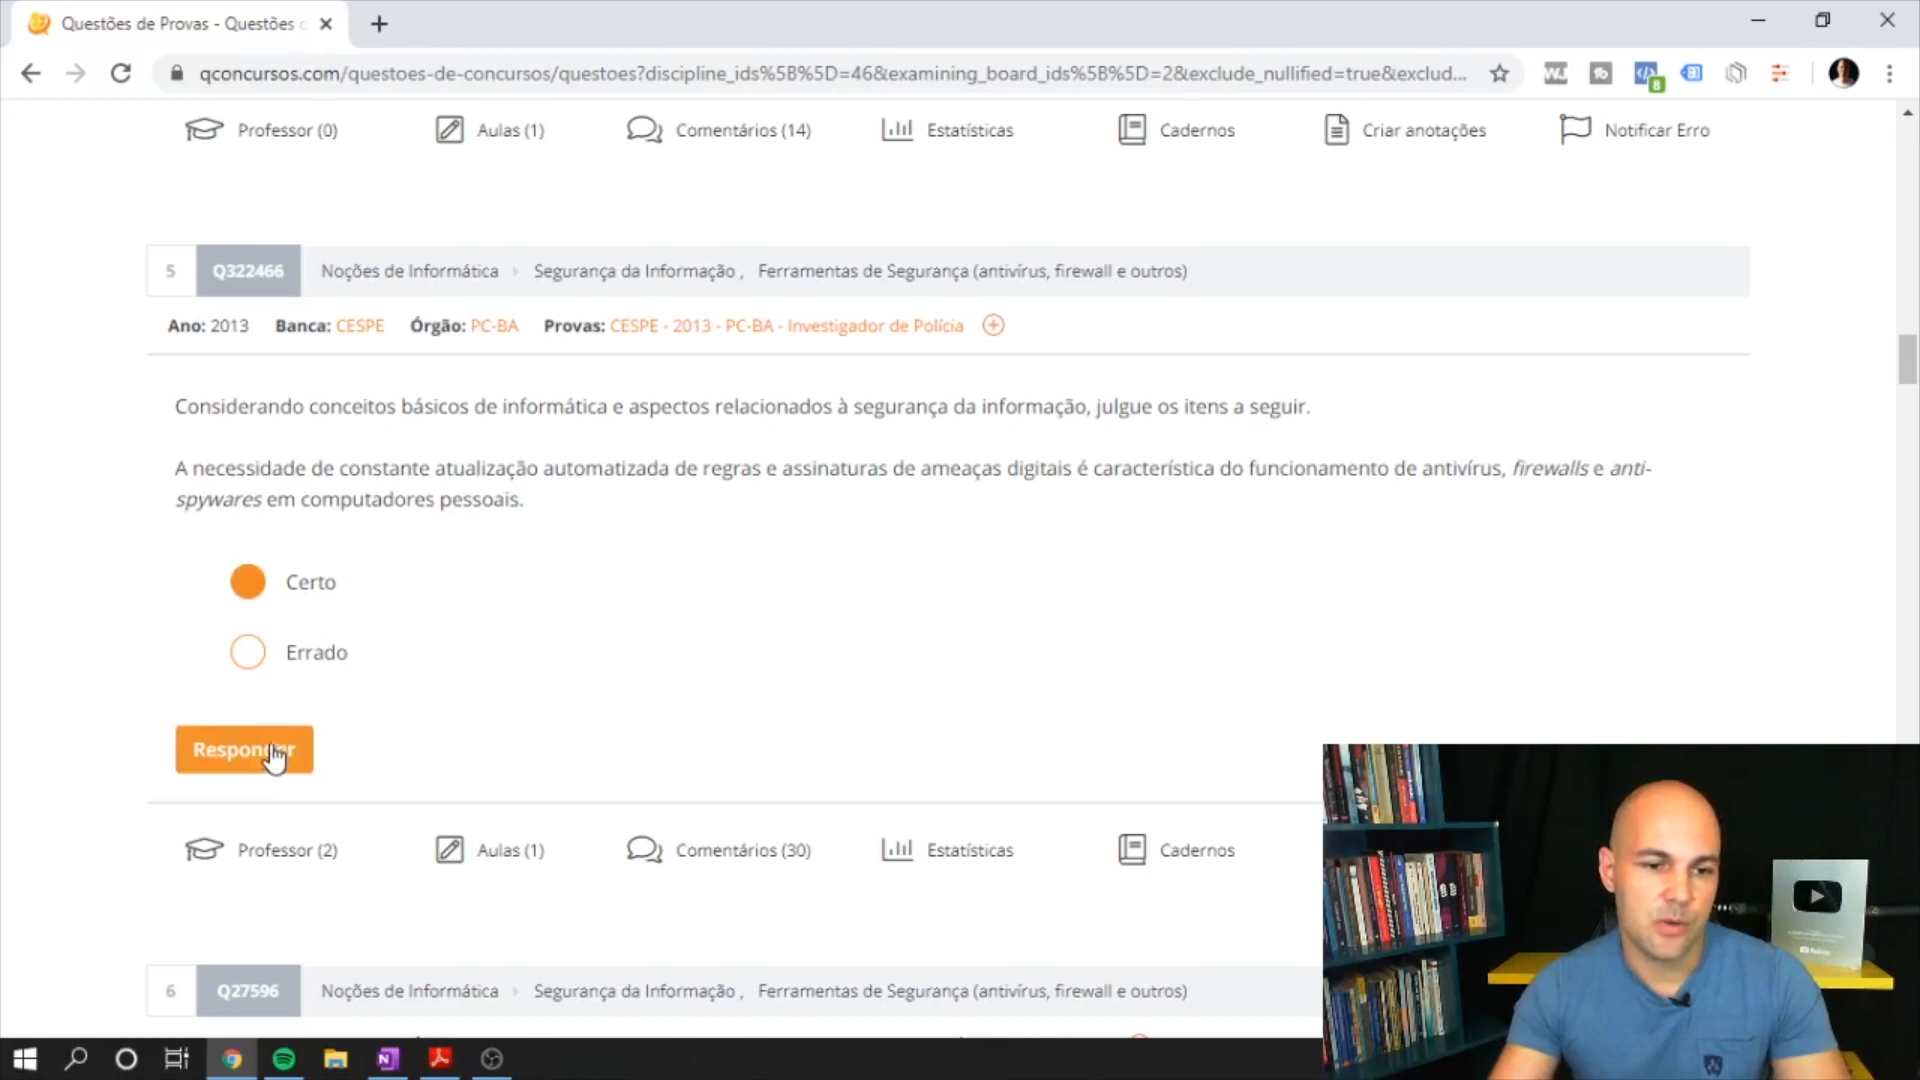 Questões de Provas - Questões d
qconcursos.com/questoes-de-concursos/questoes?discipline_ids%5B%5D=46&examining_board_ids%5B%5D=2&exclude_nullified=true&exclud...
8
Professor (0) Aulas (1) Comentários (14) Estatísticas Cadernos Criar anotações Notificar Erro
5 Q322466 Noções de Informática Segurança da Informação , Ferramentas de Segurança (antivírus, firewall e outros)
Ano: 2013 Banca: CESPE Órgão: PC-BA Provas: CESPE - 2013 - PC-BA - Investigador de Polícia
Considerando conceitos básicos de informática e aspectos relacionados à segurança da informação, julgue os itens a seguir.
A necessidade de constante atualização automatizada de regras e assinaturas de ameaças digitais é característica do funcionamento de antivírus, firewalls e anti-
spywares em computadores pessoais.
Certo
Errado
Responder
Professor (2) Aulas (1) Comentários (30) Estatísticas Cadernos
6 Q27596 Noções de Informática Segurança da Informação , Ferramentas de Segurança (antivírus, firewall e outros)